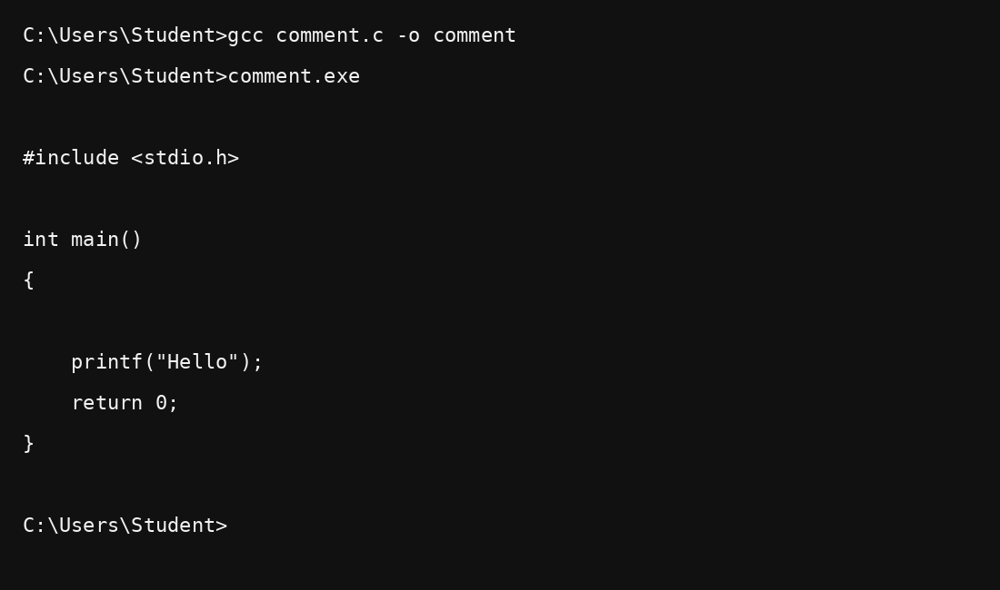 C:\Users\Student>gcc comment.c -o comment
C:\Users\Student>comment.exe
#include <stdio.h>
int main()
{
    printf("Hello");
    return 0;
}
C:\Users\Student>